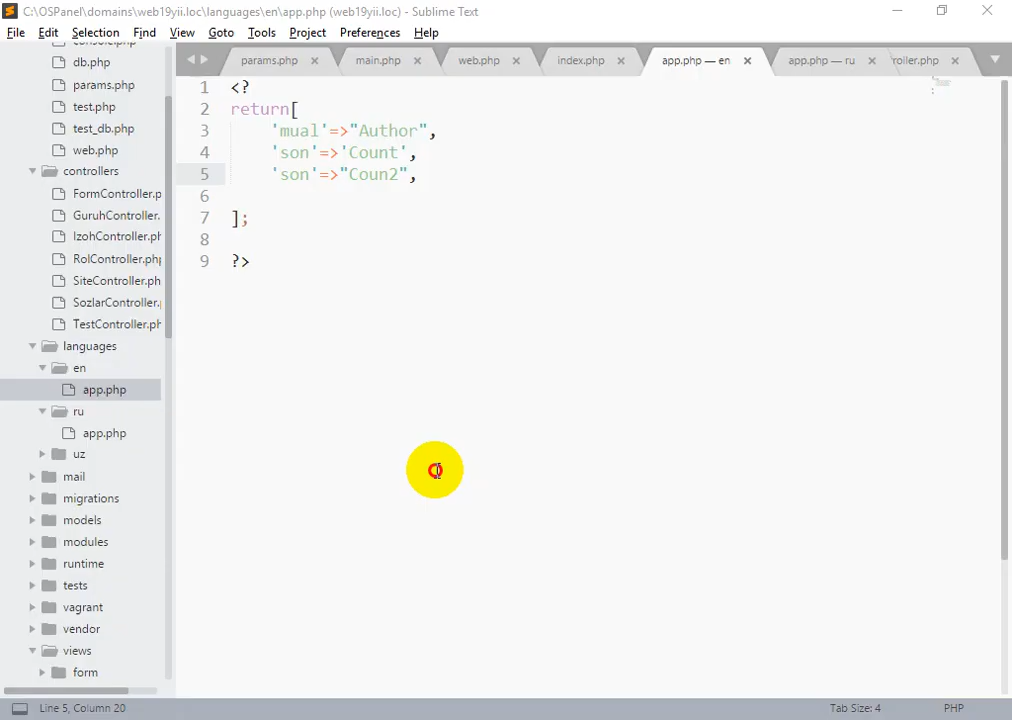 C:\OSPanel\domains\web19yii.loc\languages\en\app.php (web19yii.loc) - Sublime Text
File Edit Selection Find View Goto Tools Project Preferences Help
params.php main.php web.php index.php app.php — en app.php — ru roller.php
console.php
db.php
params.php
test.php
test_db.php
web.php
controllers
FormController.p
GuruhController.
IzohController.ph
RolController.php
SiteController.ph
SozlarController.
TestController.ph
languages
en
app.php
ru
app.php
uz
mail
migrations
models
modules
runtime
tests
vagrant
vendor
views
form
1 <?
2 return[
3 'mual'=>"Author",
4 'son'=>'Count',
5 'son'=>"Coun2",
6
7 ];
8
9 ?>
Line 5, Column 20 Tab Size: 4 PHP